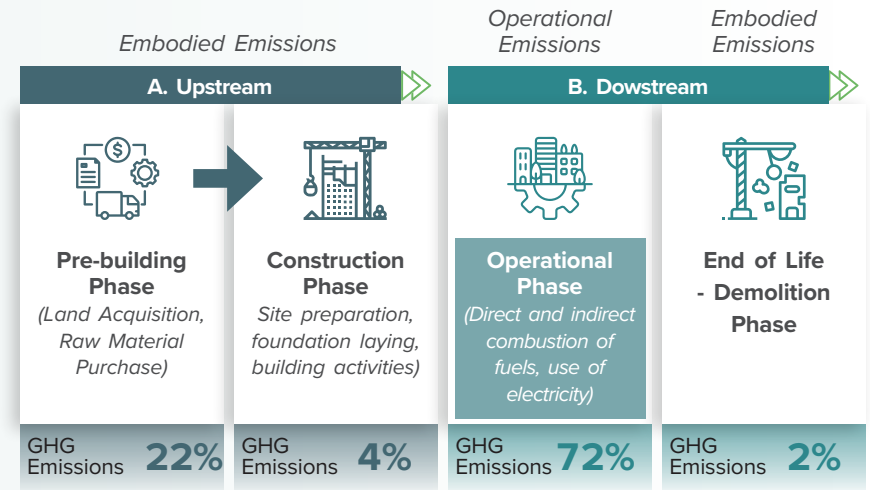 Embodied Emissions
Operational
Emissions
Embodied
Emissions
A. Upstream
B. Dowstream
$
Pre-building
Phase
(Land Acquisition,
Raw Material
Purchase)
Construction
Phase
Site preparation,
foundation laying,
building activities)
Operational
Phase
(Direct and indirect
combustion of
fuels, use of
electricity)
End of Life
- Demolition
Phase
GHG
Emissions 22%
GHG
Emissions 4%
GHG
Emissions 72%
GHG
Emissions 2%